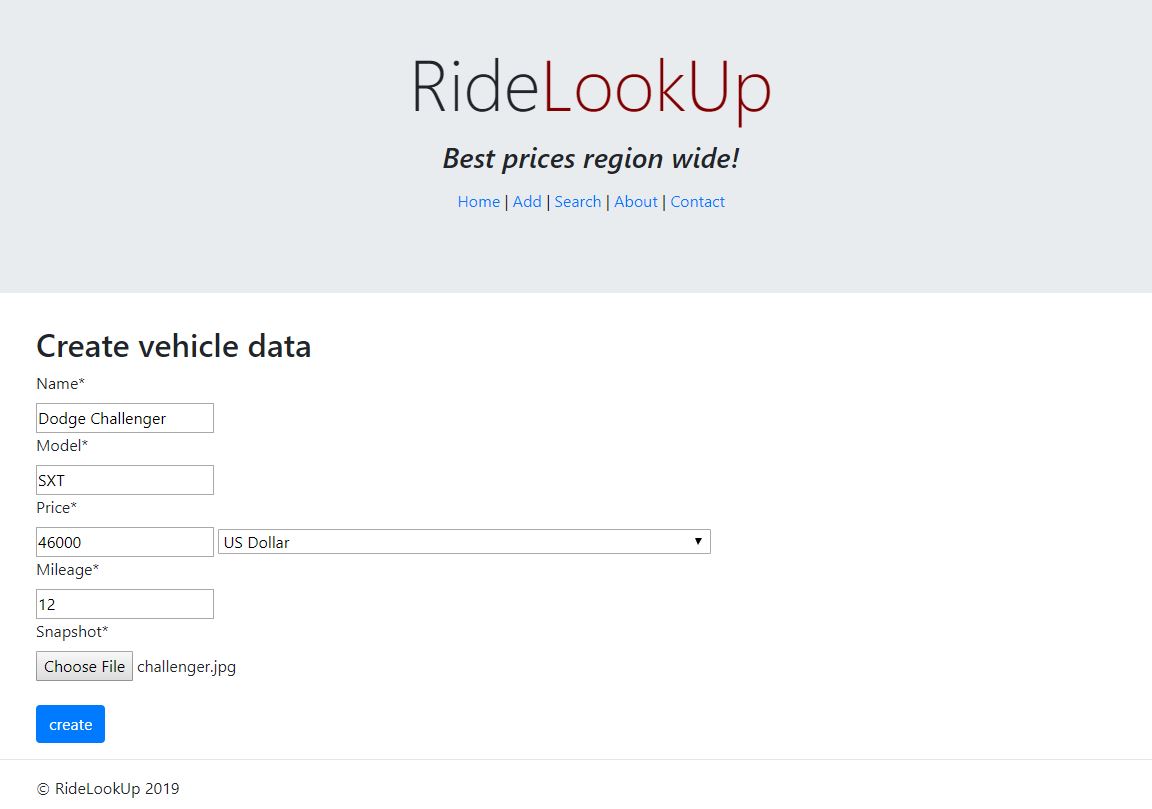 RideLookUp
Best prices region wide!
Home | Add | Search | About | Contact
Create vehicle data
Name*
Dodge Challenger
Model*
SXT
Price*
46000 US Dollar
Mileage*
12
Snapshot*
Choose File challenger.jpg
create
© RideLookUp 2019